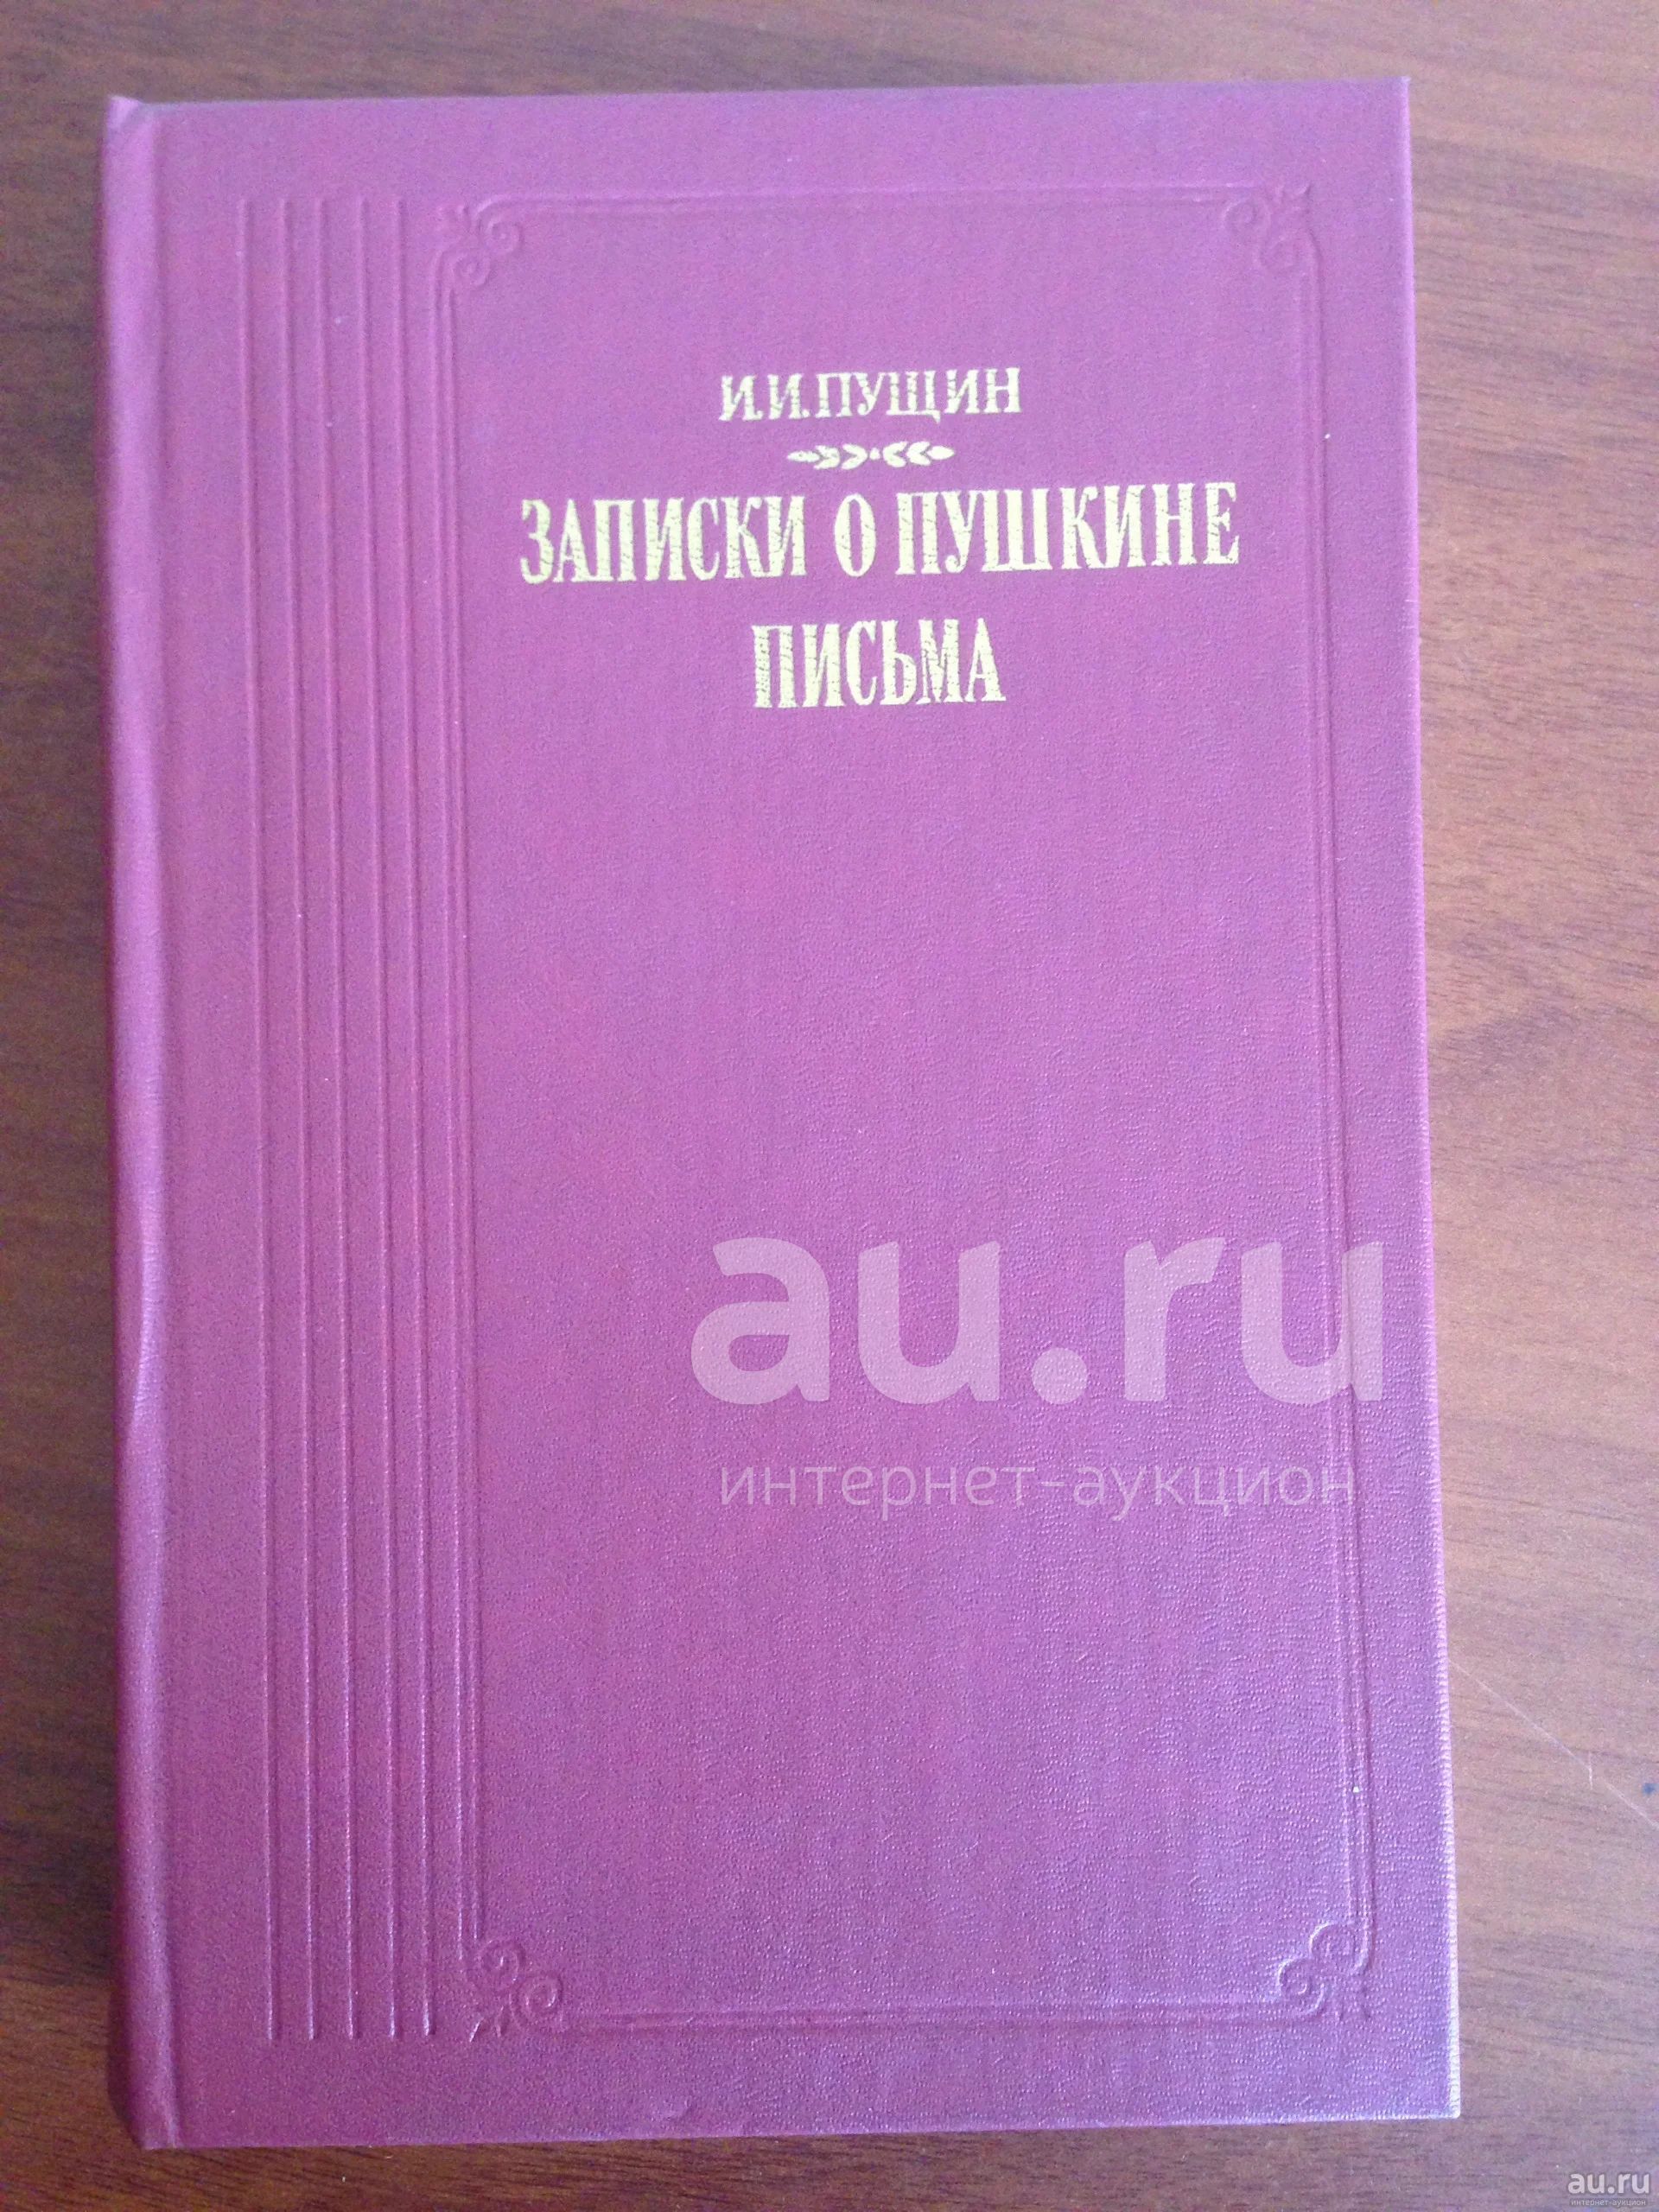 И.И.ПУЩИН
ЗАПИСКИ О ПУШКИНЕ
ПИСЬМА
au.ru
интернет-аукцион
au.ru
интернет-аукцион